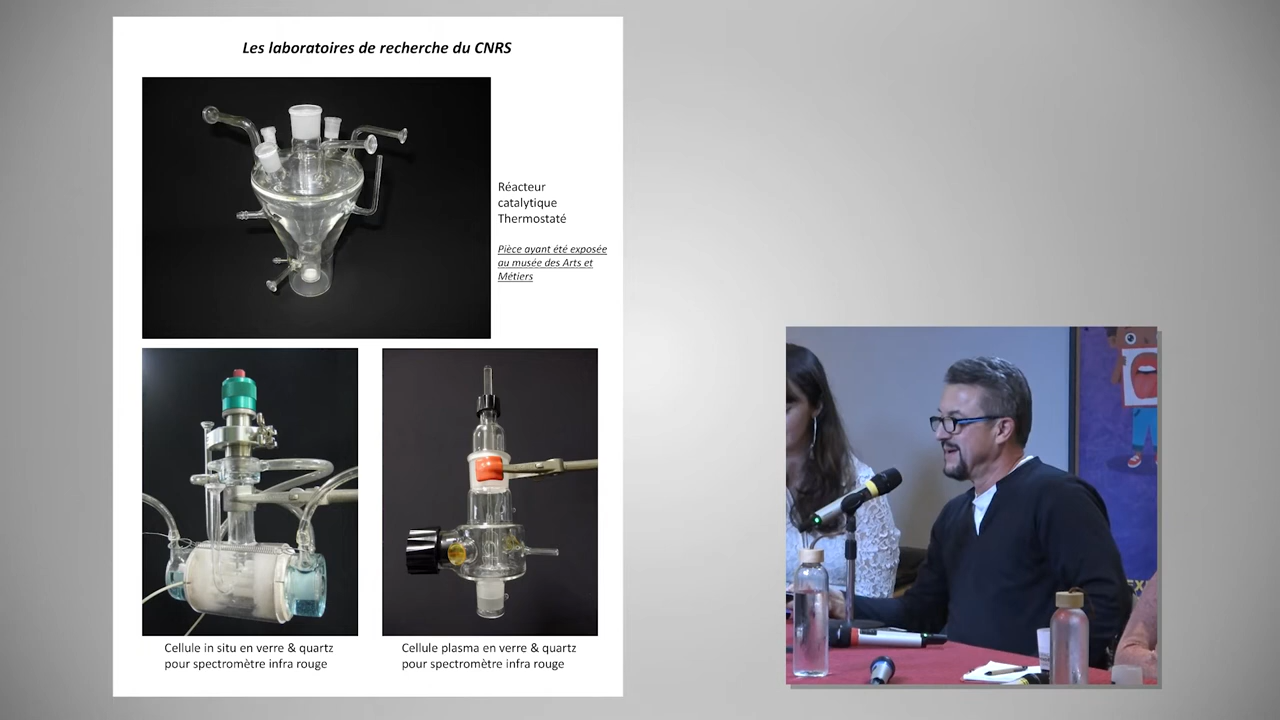 Les laboratoires de recherche du CNRS
Réacteur
catalytique
Thermostaté
Pièce ayant été exposée
au musée des Arts et
Métiers
Cellule in situ en verre & quartz
pour spectromètre infra rouge
Cellule plasma en verre & quartz
pour spectromètre infra rouge